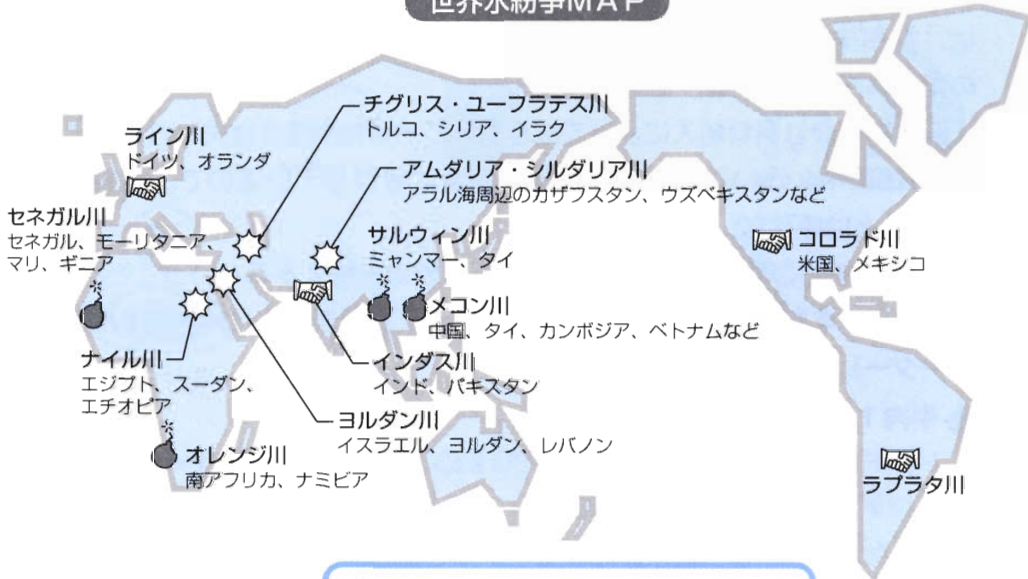 世界水紛争MAP
チグリス・ユーフラテス川
トルコ、シリア、イラク
ライン川
ドイツ、オランダ
アムダリア・シルダリア川
アラル海周辺のカザフスタン、ウズベキスタンなど
セネガル川
セネガル、モーリタニア、
マリ、ギニア
サルウィン川
ミャンマー、タイ
コロラド川
米国、メキシコ
メコン川
中国、タイ、カンボジア、ベトナムなど
ナイル川
エジプト、スーダン、
エチオピア
インダス川
インド、パキスタン
ヨルダン川
イスラエル、ヨルダン、レバノン
オレンジ川
南アフリカ、ナミビア
ラプラタ川